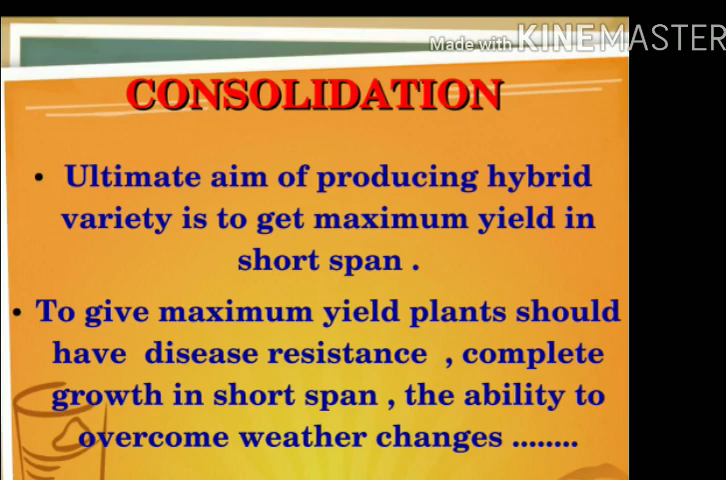 Made with KINEMASTER
CONSOLIDATION
• Ultimate aim of producing hybrid
variety is to get maximum yield in
short span .
• To give maximum yield plants should
have disease resistance , complete
growth in short span , the ability to
overcome weather changes ........